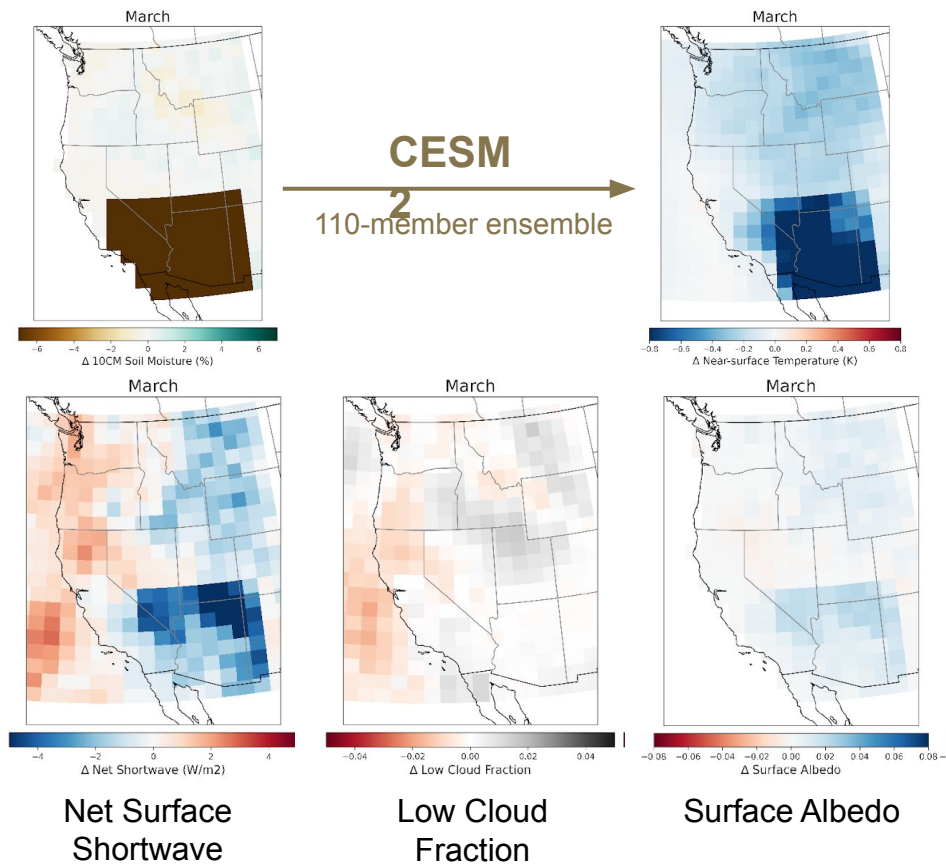 March
March
CESM
2
110-member ensemble
−6 −4 −2 0 2 4 6
Δ 10CM Soil Moisture (%)
−0.8 −0.6 −0.4 −0.2 0.0 0.2 0.4 0.6 0.8
Δ Near-surface Temperature (K)
March
−4 −2 0 2 4
Δ Net Shortwave (W/m2)
−0.04 −0.02 0.00 0.02 0.04
Δ Low Cloud Fraction
−0.08 −0.06 −0.04 −0.02 0.00 0.02 0.04 0.06 0.08 −
Δ Surface Albedo
Net Surface
Shortwave
Low Cloud
Fraction
Surface Albedo